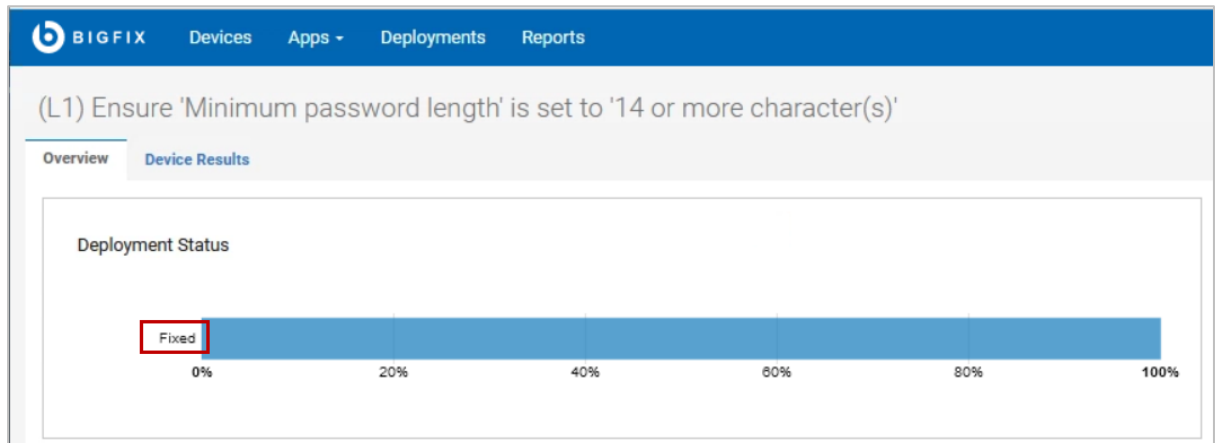 BIGFIX Devices Apps Deployments Reports
(L1) Ensure 'Minimum password length' is set to '14 or more character(s)'
Overview Device Results
Deployment Status
Fixed
0% 20% 40% 60% 80% 100%